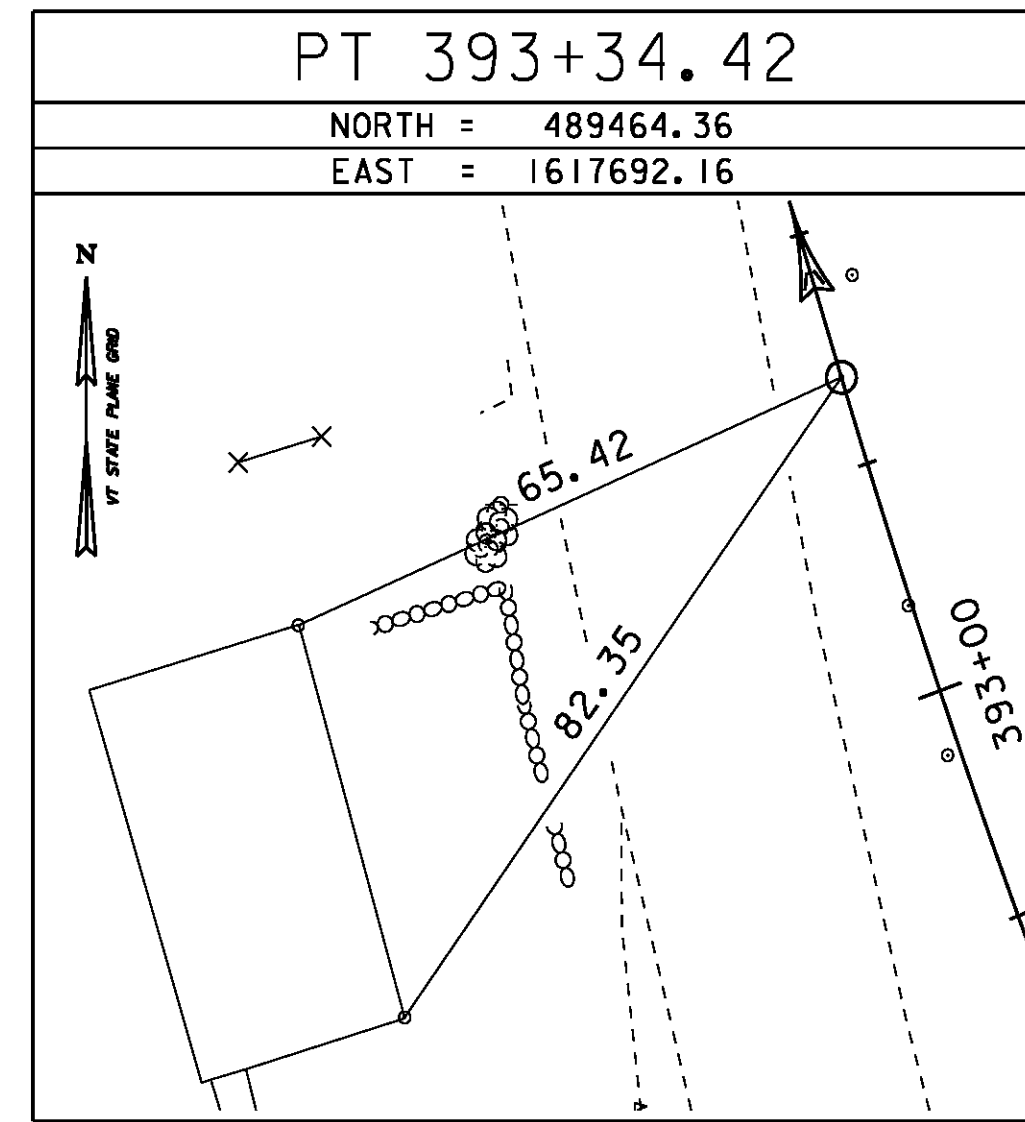 PT 393+34.42
NORTH = 489464.36
EAST = 1617692.16
N
VT STATE PLANE GRID
65.42
82.35
393+00